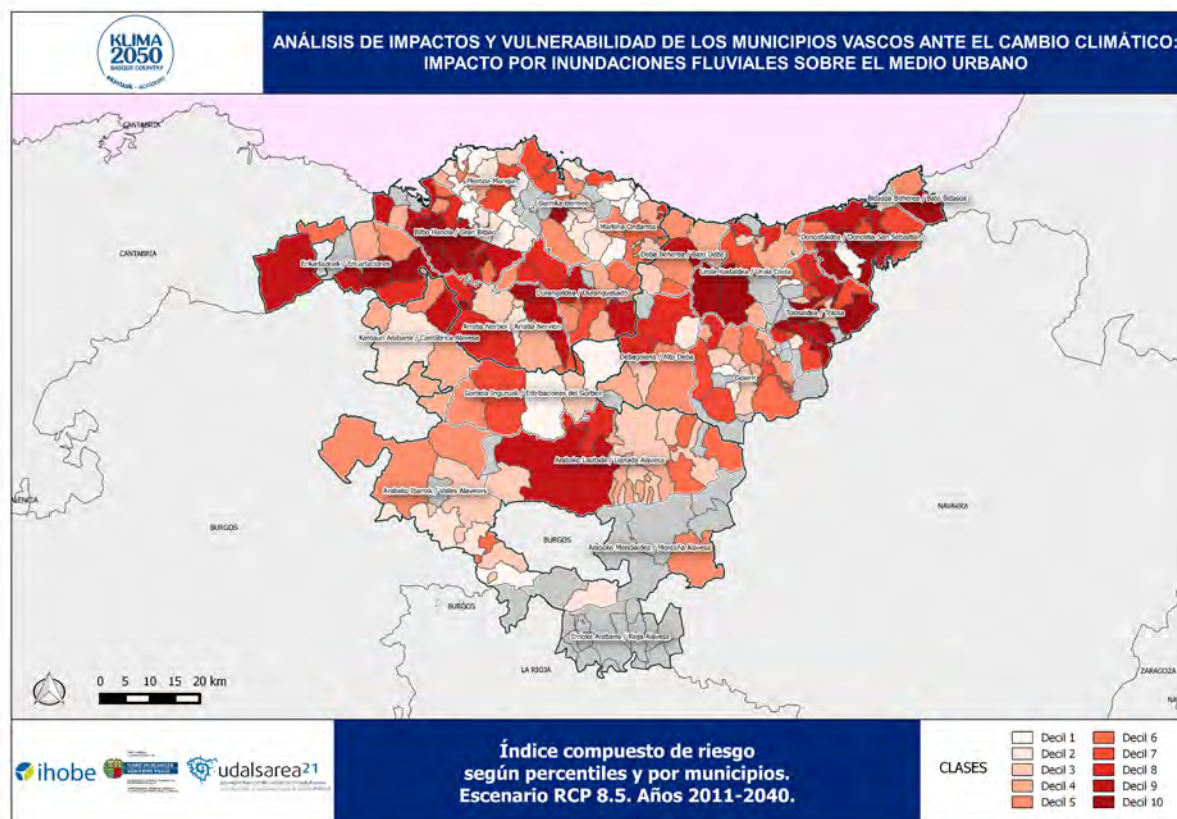 KLIMA
2050
BASQUE COUNTRY
ANÁLISIS DE IMPACTOS Y VULNERABILIDAD DE LOS MUNICIPIOS VASCOS ANTE EL CAMBIO CLIMÁTICO:
IMPACTO POR INUNDACIONES FLUVIALES SOBRE EL MEDIO URBANO
CANTABRIA
Plentzia-Mungia
Gernika-Bermeo
Bidasoa Beherea / Bajo Bidasoa
Markina-Ondarroa
Bilbo Handia / Gran Bilbao
Donostialdea / Donostia-San Sebastián
CANTABRIA
Deba Beherea / Bajo Deba
Enkartazioak / Encartaciones
Urola-Kostaldea / Urola Costa
Durangaldea / Duranguesado
Tolosaldea / Tolosa
Arratia Nerbioi / Arratia-Nervión
Kantauri Arabarra / Cantábrica Alavesa
Debagoiena / Alto Deba
Goierri
Gorbeia Inguruak / Estribaciones del Gorbea
Arabako Lautada / Llanada Alavesa
Arabako Ibarrak / Valles Alaveses
NAVARRA
BURGOS
BURGOS
Arabako Mendialdea / Montaña Alavesa
BURGOS
Errioxa Arabarra / Rioja Alavesa
LA RIOJA
ZARAGOZA
0 5 10 15 20 km
ihobe
udalsarea21
Índice compuesto de riesgo
según percentiles y por municipios.
Escenario RCP 8.5. Años 2011-2040.
CLASES
Decil 1
Decil 2
Decil 3
Decil 4
Decil 5
Decil 6
Decil 7
Decil 8
Decil 9
Decil 10